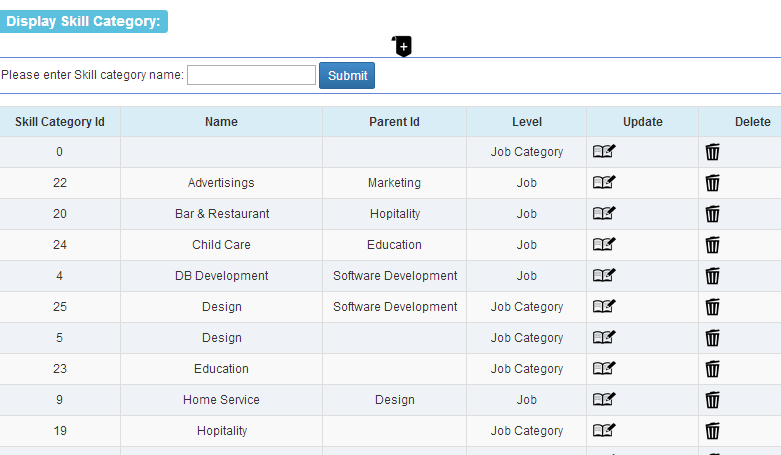 Display Skill Category:
Please enter Skill category name: Submit
Skill Category Id Name Parent Id Level Update Delete
0 Job Category
22 Advertisings Marketing Job
20 Bar & Restaurant Hopitality Job
24 Child Care Education Job
4 DB Development Software Development Job
25 Design Software Development Job Category
5 Design Job Category
23 Education Job Category
9 Home Service Design Job
19 Hopitality Job Category